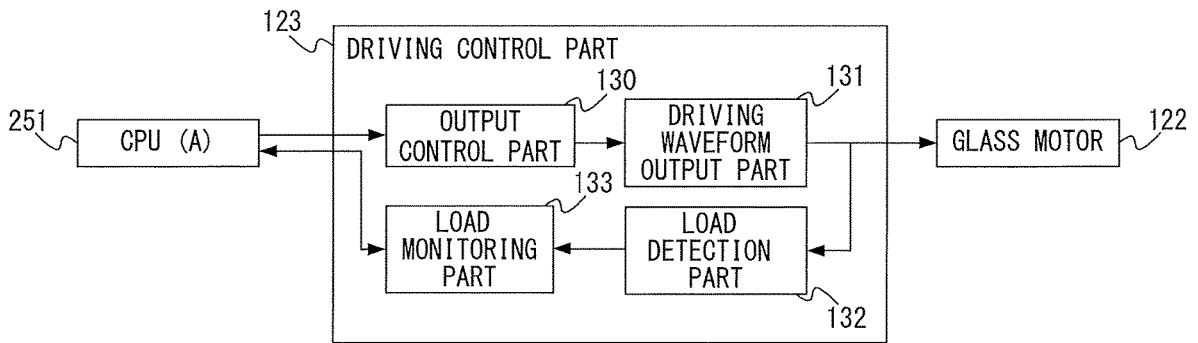 123
DRIVING CONTROL PART
130
131
251
CPU (A)
OUTPUT
CONTROL PART
DRIVING
WAVEFORM
OUTPUT PART
GLASS MOTOR
122
133
LOAD
MONITORING
PART
LOAD
DETECTION
PART
132